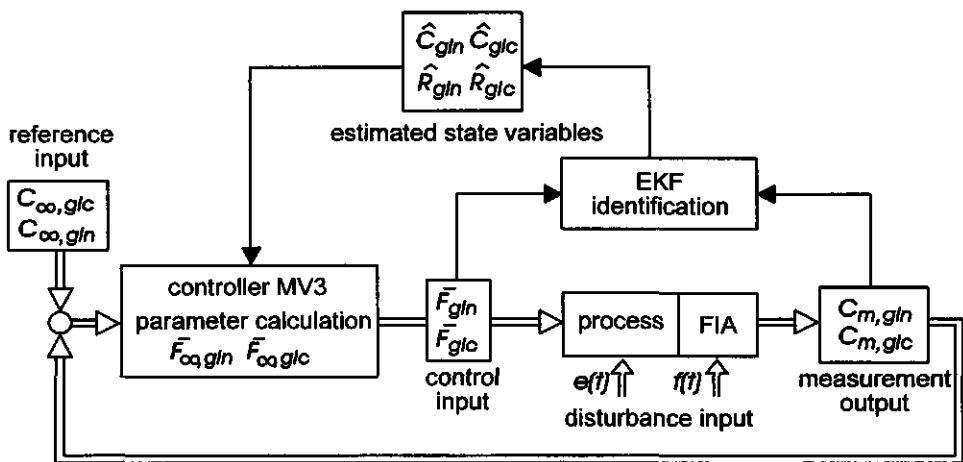 Ĉgln Ĉglc
R̂gln R̂glc
estimated state variables
reference
input
C∞,glc
C∞,gln
EKF
identification
controller MV3
parameter calculation
F̄∞,gln F̄∞,glc
F̄gln
F̄glc
control
input
process
FIA
e(t)
f(t)
disturbance input
Cm,gln
Cm,glc
measurement
output